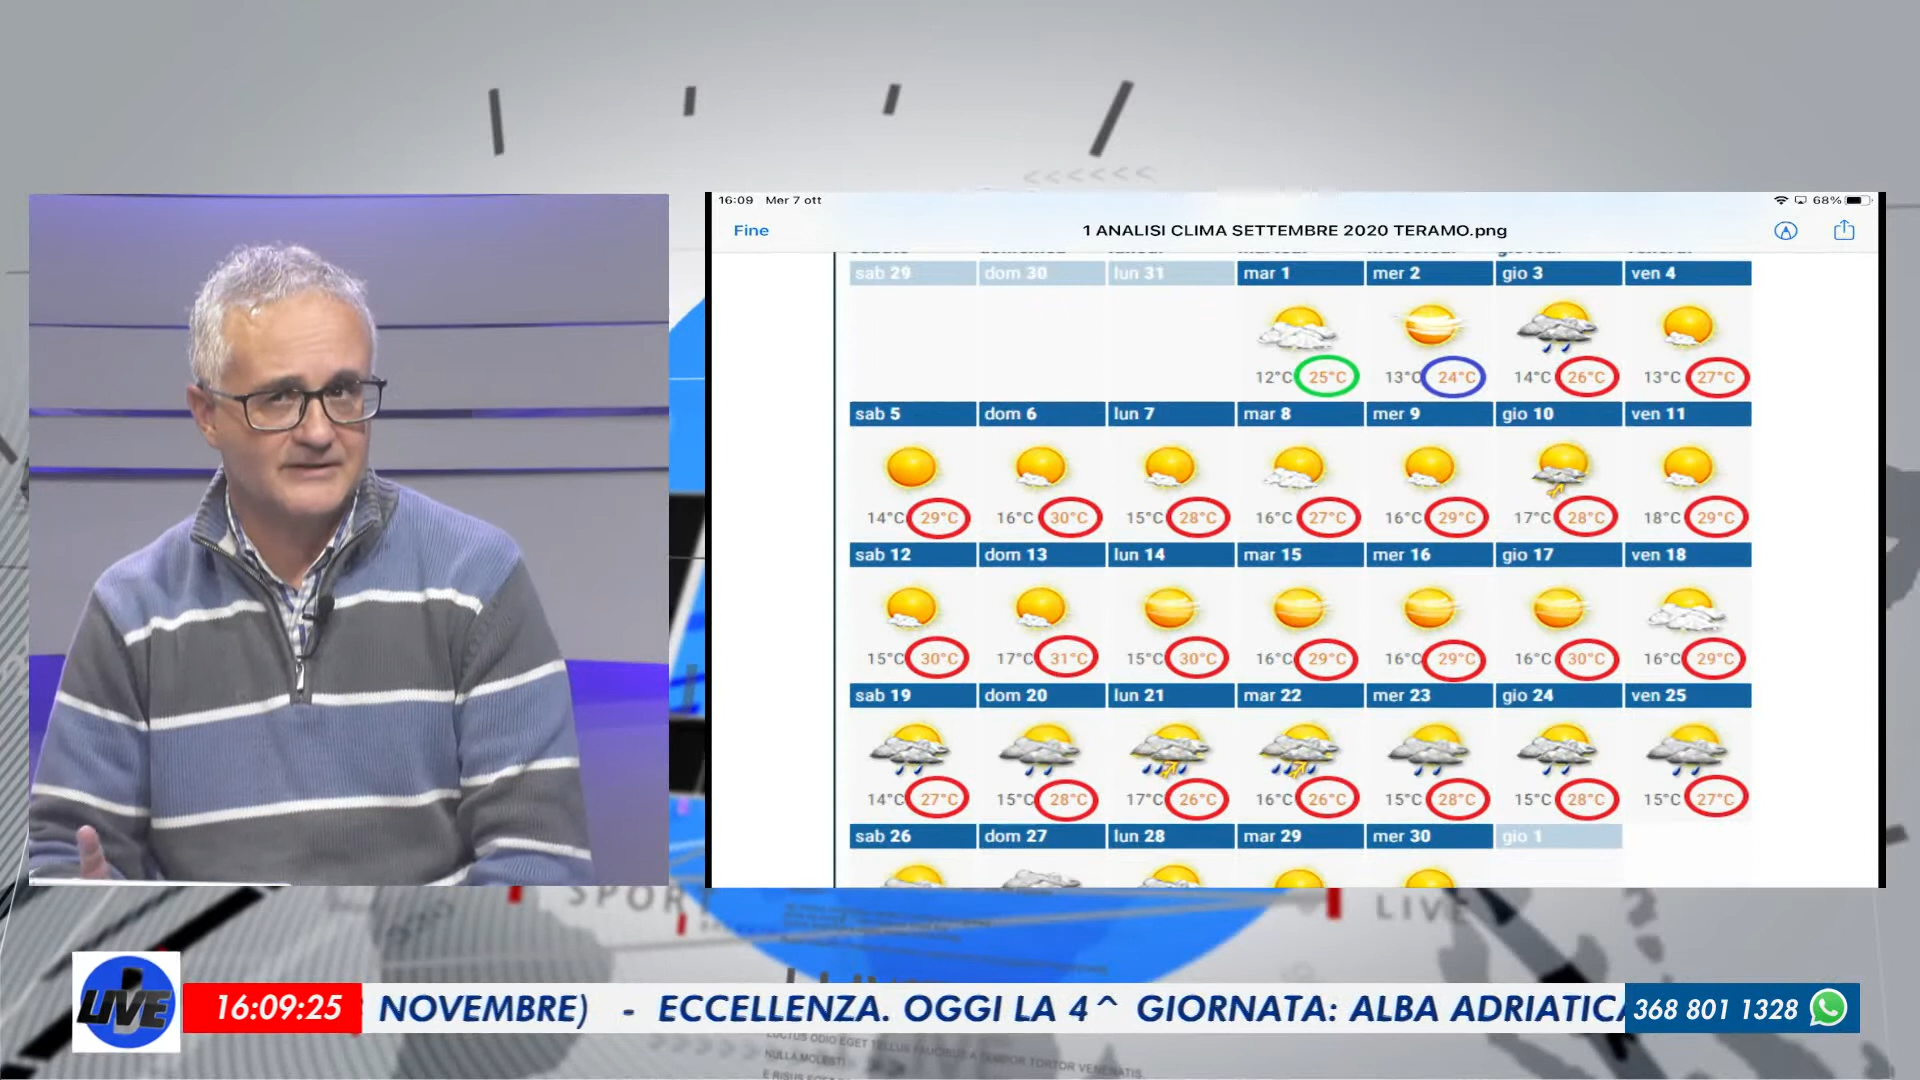 16:09 Mer 7 ott
68%
Fine
1 ANALISI CLIMA SETTEMBRE 2020 TERAMO.png
sab 29 dom 30 lun 31 mar 1 mer 2 gio 3 ven 4
12°C 25°C 13°C 24°C 14°C 26°C 13°C 27°C
sab 5 dom 6 lun 7 mar 8 mer 9 gio 10 ven 11
14°C 29°C 16°C 30°C 15°C 28°C 16°C 27°C 16°C 29°C 17°C 28°C 18°C 29°C
sab 12 dom 13 lun 14 mar 15 mer 16 gio 17 ven 18
15°C 30°C 17°C 31°C 15°C 30°C 16°C 29°C 16°C 29°C 16°C 30°C 16°C 29°C
sab 19 dom 20 lun 21 mar 22 mer 23 gio 24 ven 25
14°C 27°C 15°C 28°C 17°C 26°C 16°C 26°C 15°C 28°C 15°C 28°C 15°C 27°C
sab 26 dom 27 lun 28 mar 29 mer 30 gio 1
SPORT
LIVE
LIVE
16:09:25
NOVEMBRE) - ECCELLENZA. OGGI LA 4^ GIORNATA: ALBA ADRIATICA
368 801 1328
NULLA MOLESTI